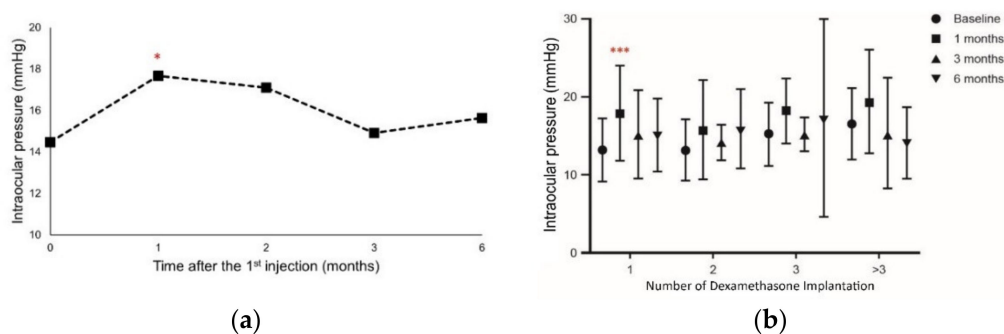 Intraocular pressure (mmHg)
20
18
16
14
12
10
*
0 1 2 3 6
Time after the 1st injection (months)
(a)
Intraocular pressure (mmHg)
30
20
10
0
***
1 2 3 >3
Number of Dexamethasone Implantation
Baseline
1 months
3 months
6 months
(b)